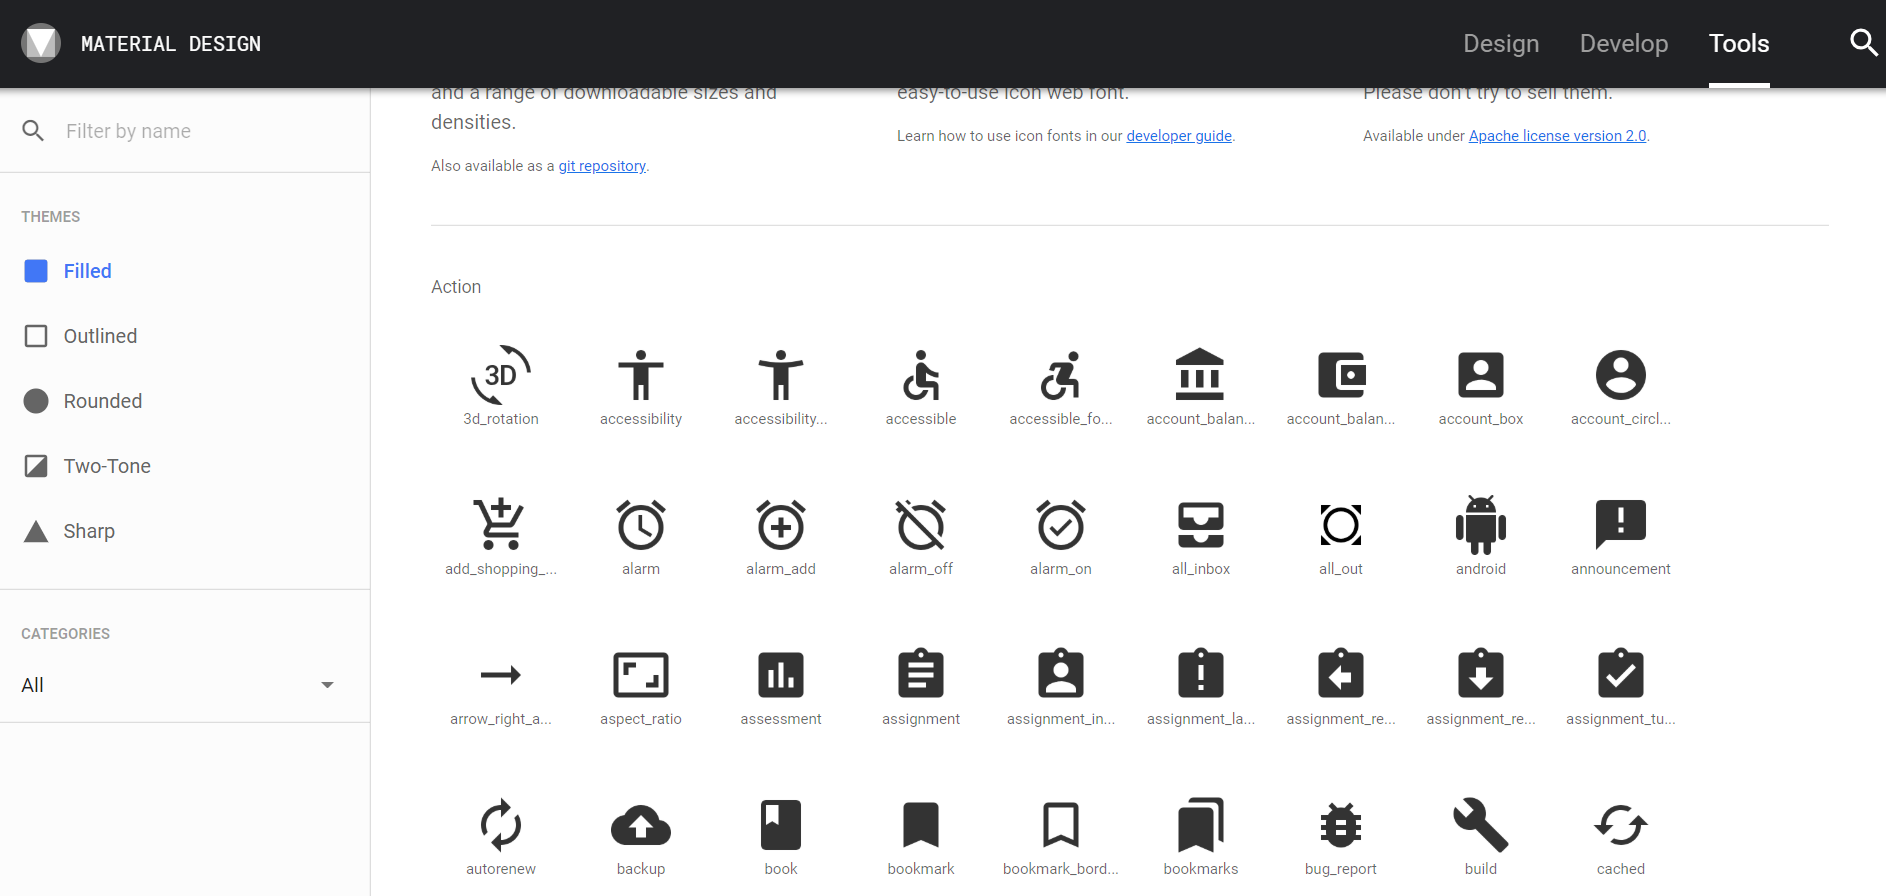 MATERIAL DESIGN
Design Develop Tools
Filter by name
THEMES
Filled
Outlined
Rounded
Two-Tone
Sharp
CATEGORIES
All
and a range of downloadable sizes and
densities.
Also available as a git repository.
easy-to-use icon web font.
Learn how to use icon fonts in our developer guide.
Please don't try to sell them.
Available under Apache license version 2.0.
Action
3D
3d_rotation accessibility accessibility... accessible accessible_fo... account_balan... account_balan... account_box account_circl...
add_shopping_... alarm alarm_add alarm_off alarm_on all_inbox all_out android announcement
arrow_right_a... aspect_ratio assessment assignment assignment_in... assignment_la... assignment_re... assignment_re... assignment_tu...
autorenew backup book bookmark bookmark_bord... bookmarks bug_report build cached